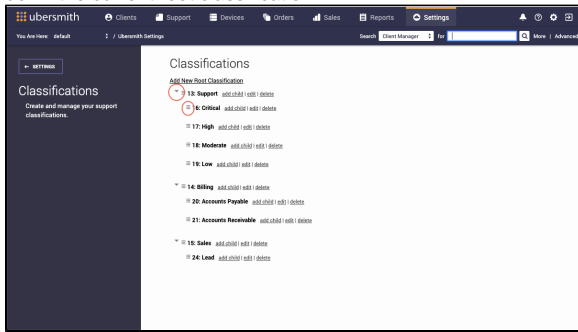 ubersmith Clients Support Devices Orders Sales Reports Settings
You Are Here: default / Ubersmith Settings Search Client Manager for More | Advanced
← SETTINGS
Classifications
Create and manage your support
classifications.
Classifications
Add New Root Classification
13: Support add child | edit | delete
16: Critical add child | edit | delete
17: High add child | edit | delete
18: Moderate add child | edit | delete
19: Low add child | edit | delete
14: Billing add child | edit | delete
20: Accounts Payable add child | edit | delete
21: Accounts Receivable add child | edit | delete
15: Sales add child | edit | delete
24: Lead add child | edit | delete